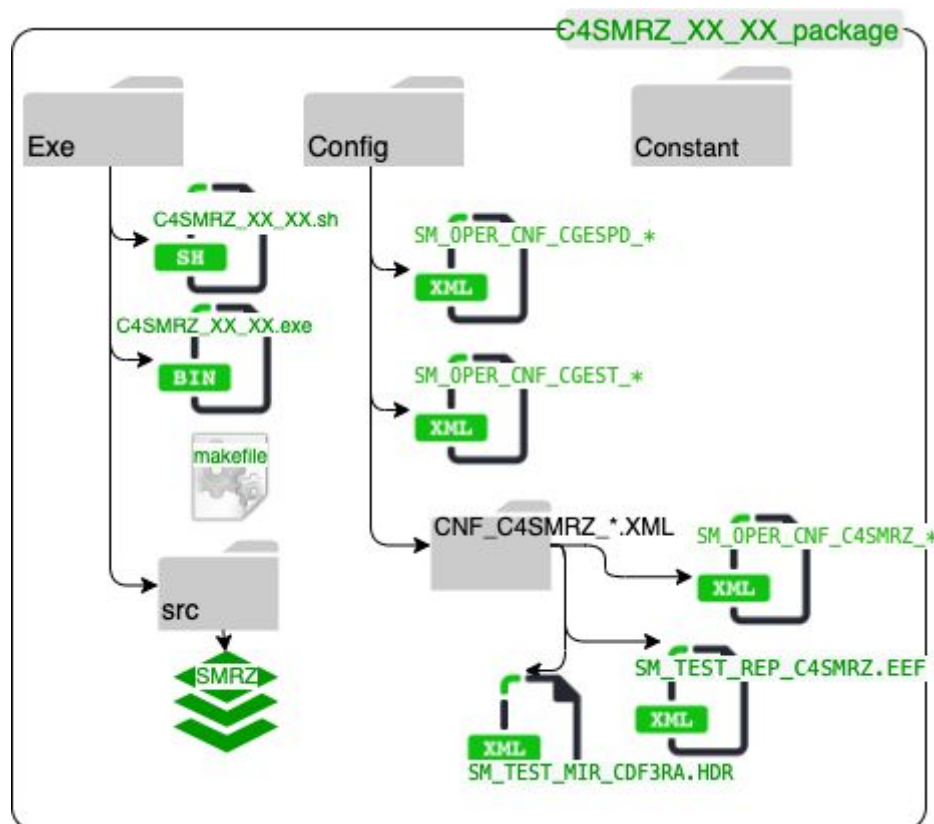 C4SMRZ_XX_XX_package
Exe
Config
Constant
C4SMRZ_XX_XX.sh
SH
SM_OPER_CNF_CGESPD_*
XML
C4SMRZ_XX_XX.exe
BIN
SM_OPER_CNF_CGEST_*
XML
makefile
CNF_C4SMRZ_*.XML
SM_OPER_CNF_C4SMRZ_*
XML
src
SMRZ
SM_TEST_REP_C4SMRZ.EEF
XML
XML
SM_TEST_MIR_CDF3RA.HDR